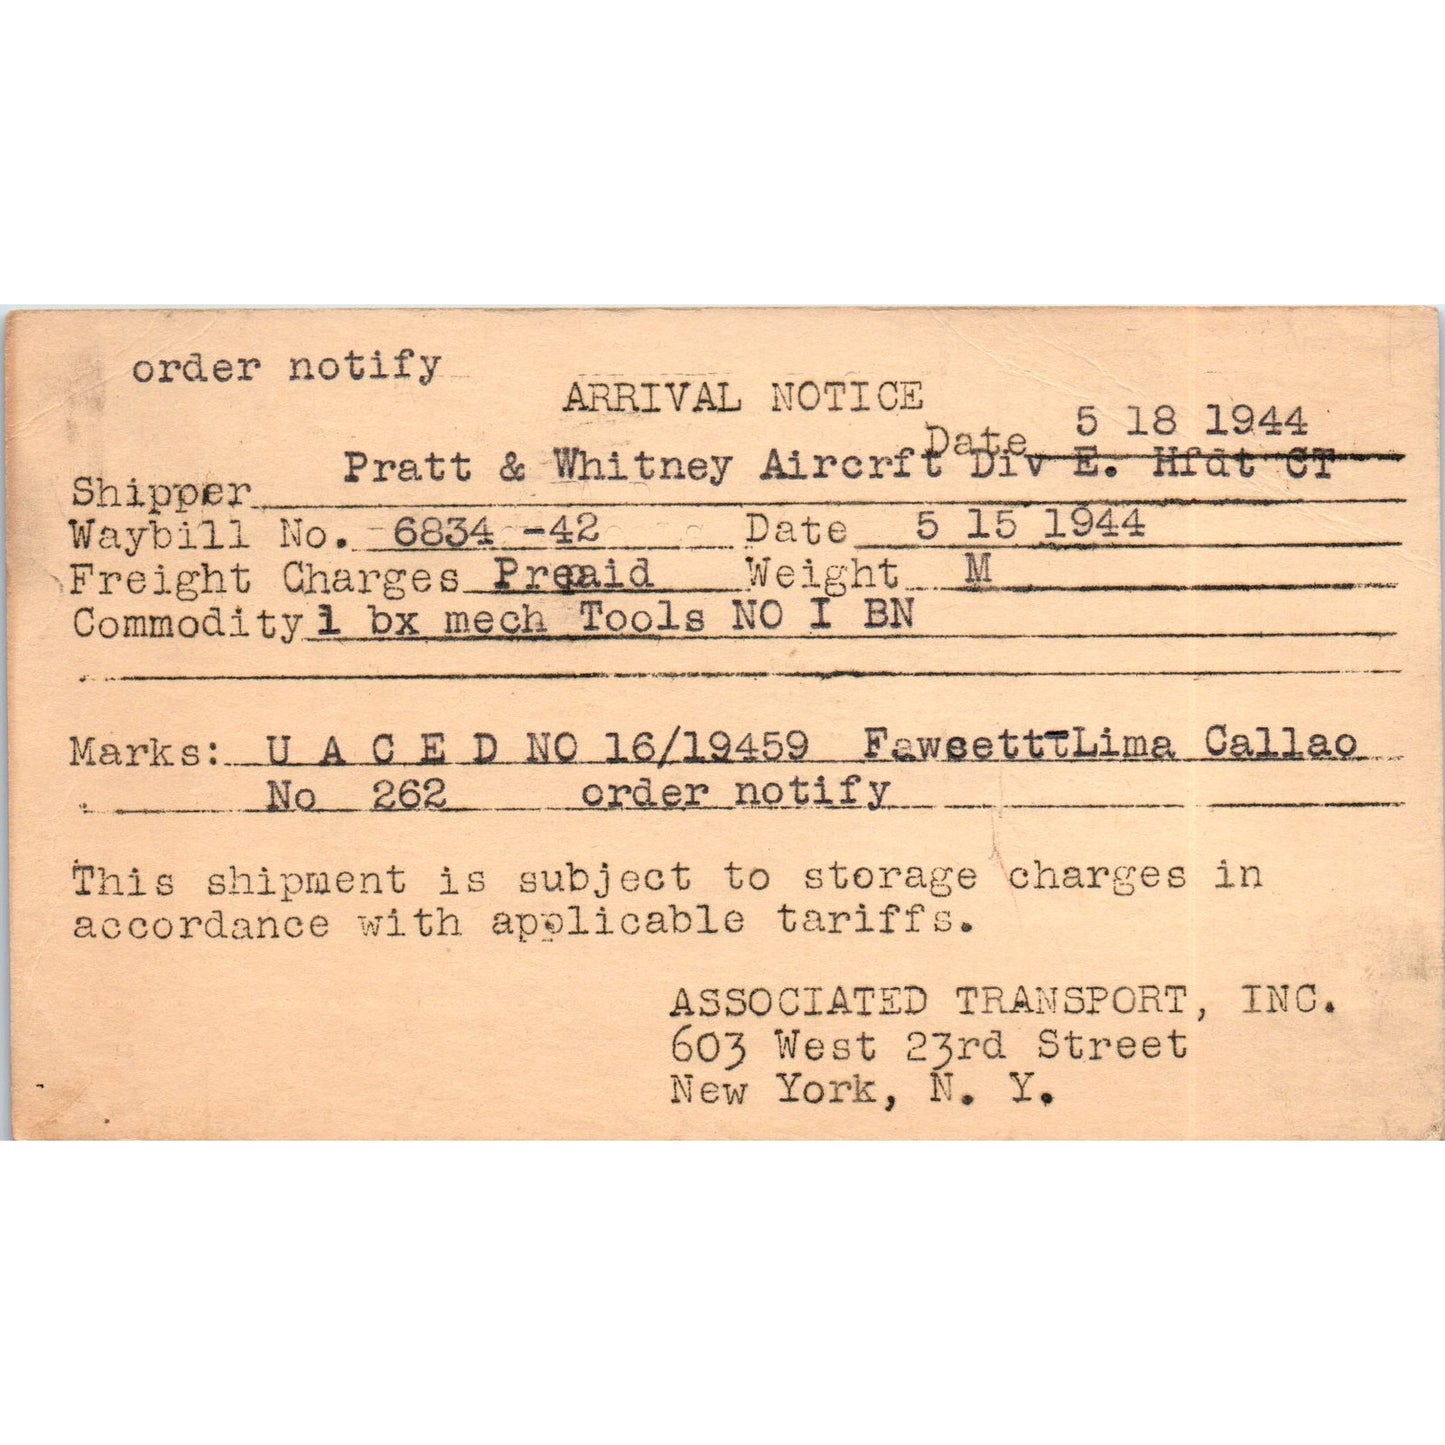 order notify
ARRIVAL NOTICE
Date 5 18 1944
Shipper Pratt & Whitney Aircrft Div E. Hfdt CT
Waybill No. 6834 -42 Date 5 15 1944
Freight Charges Prepaid Weight M
Commodity 1 bx mech Tools NO I BN
Marks: U A C E D NO 16/19459 Fawsettt-Lima Callao
No 262 order notify
This shipment is subject to storage charges in
accordance with applicable tariffs.
ASSOCIATED TRANSPORT, INC.
603 West 23rd Street
New York, N. Y.